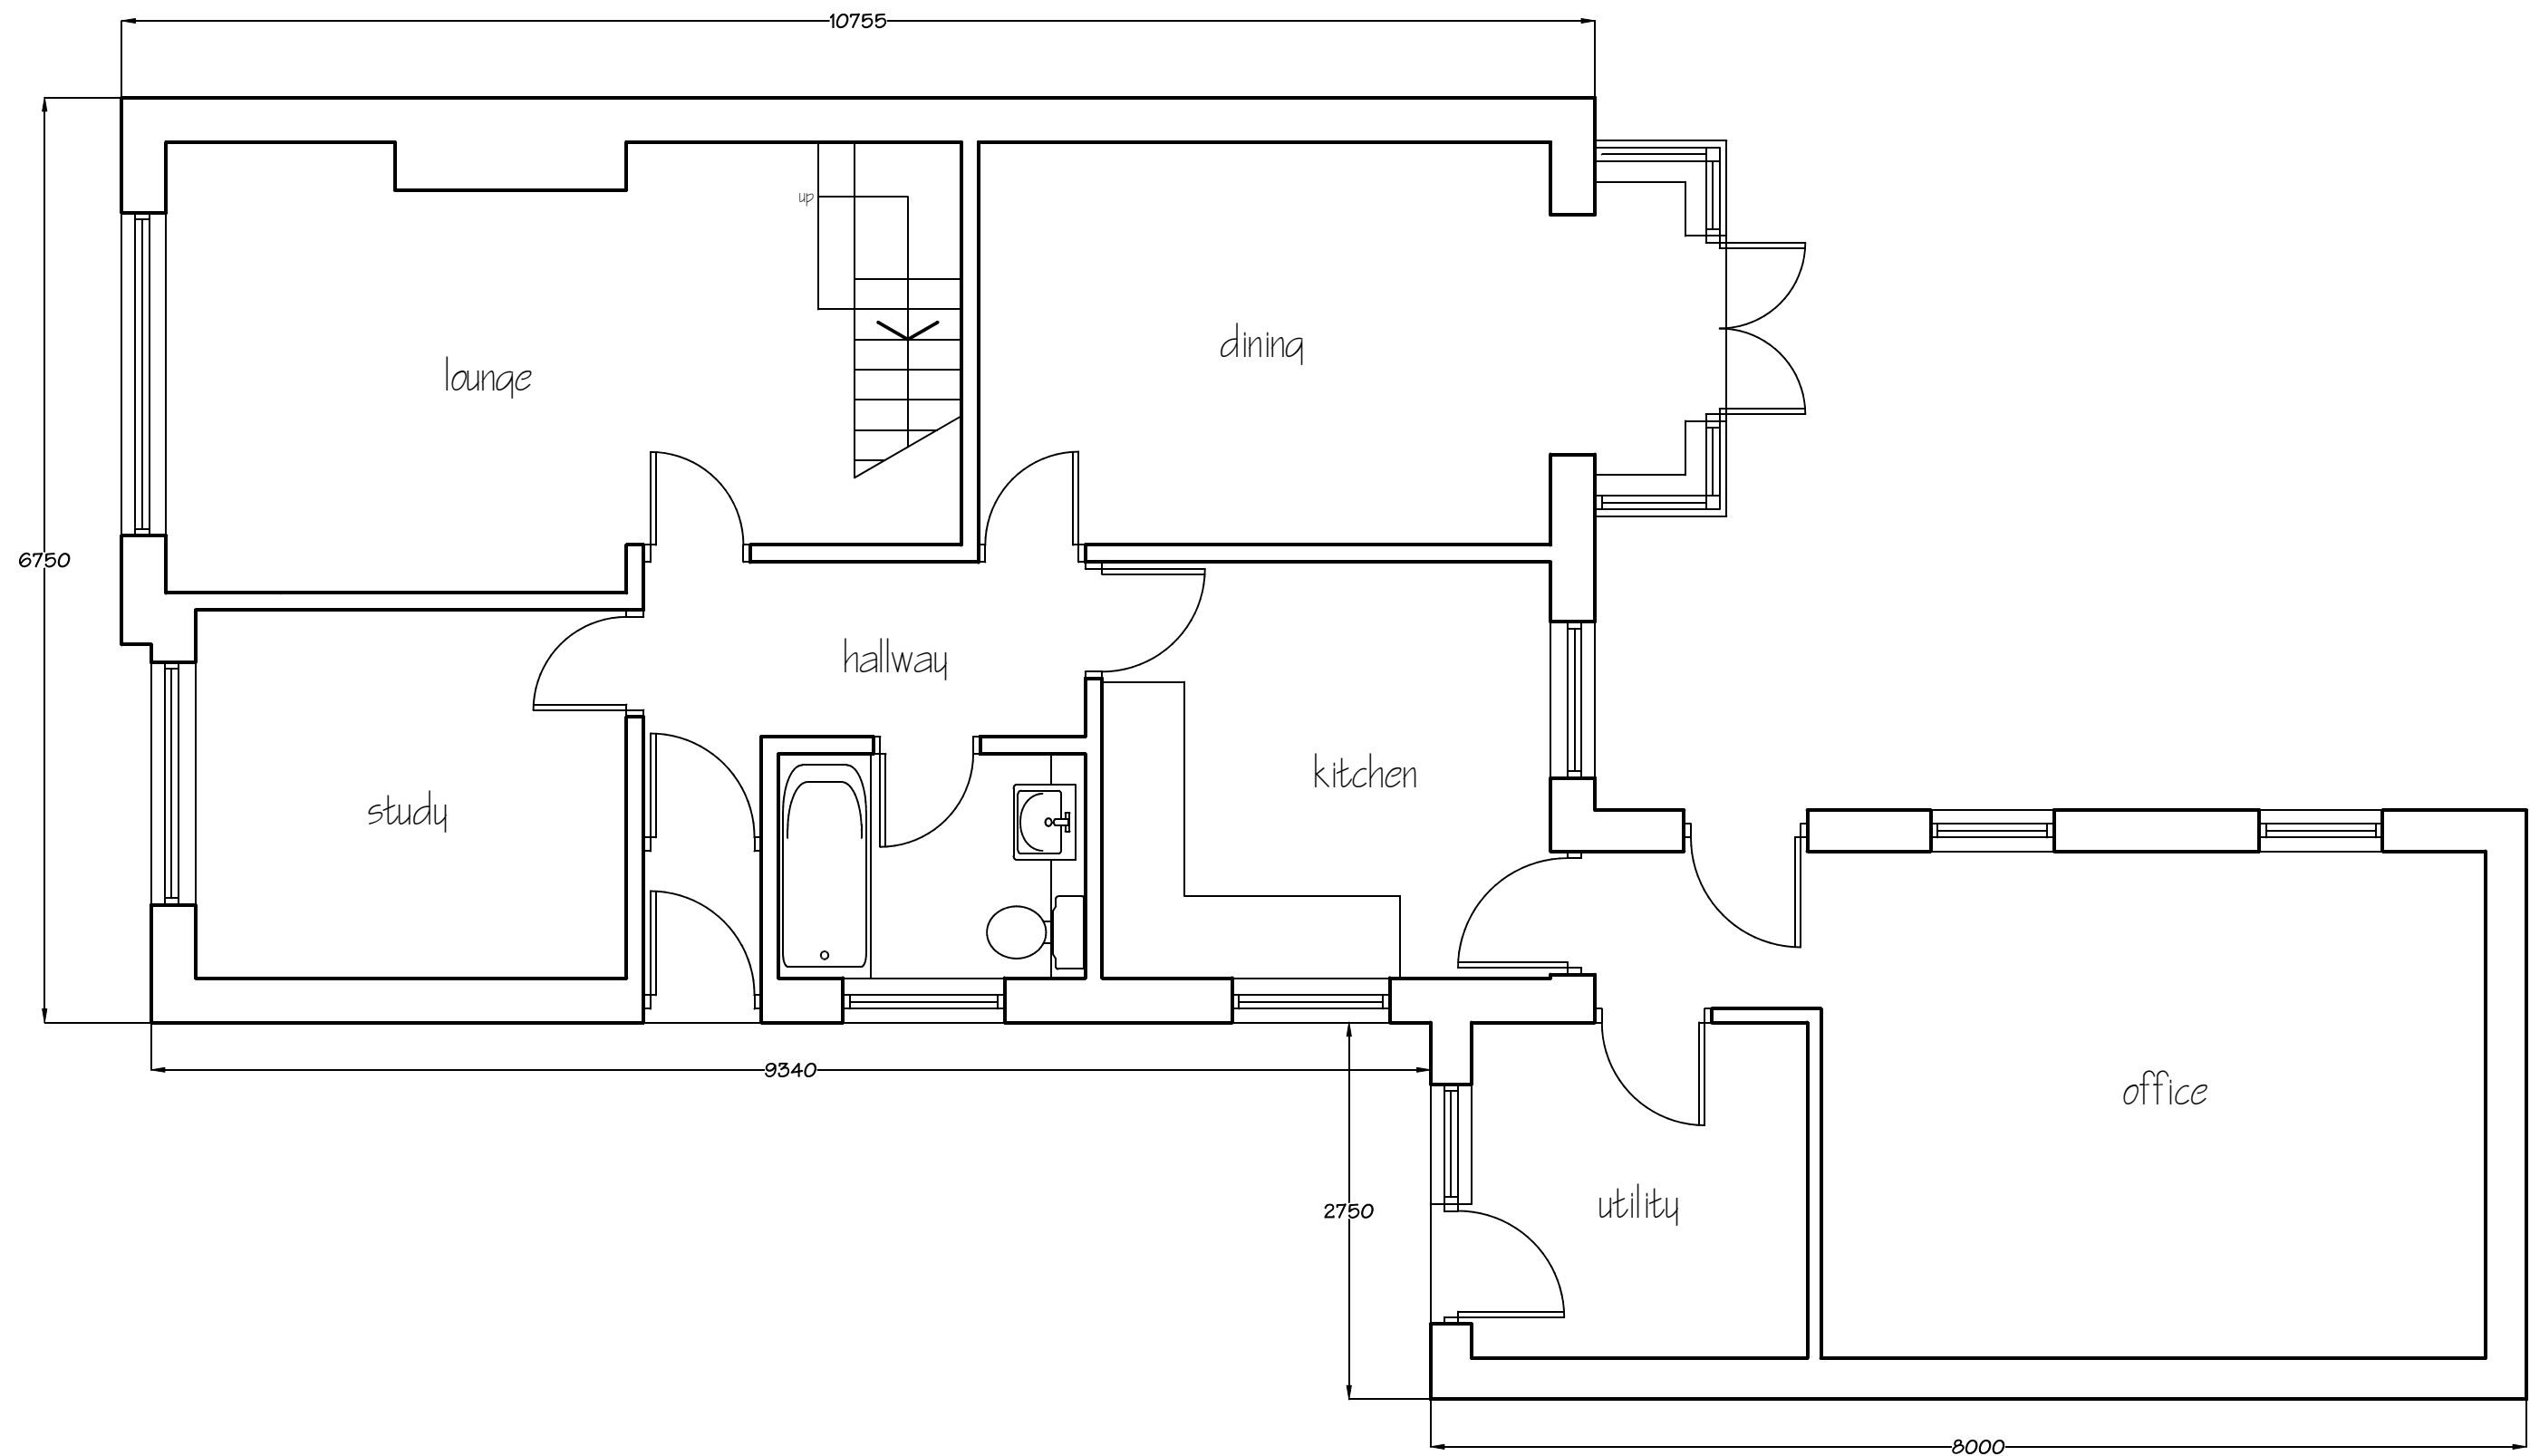 10755
up
dining
lounge
6750
hallway
kitchen
study
9340
office
utility
2750
8000